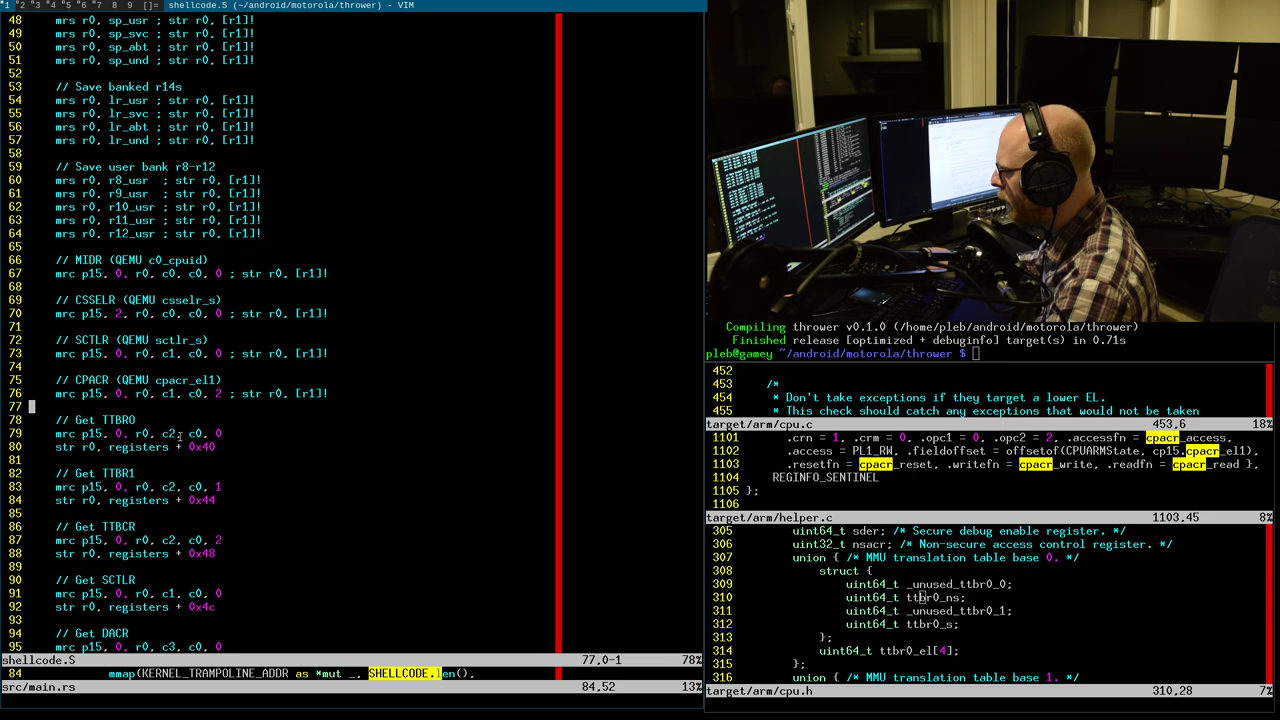 1 2 3 4 5 6 7 8 9 []= shellcode.S (~/android/motorola/thrower) - VIM
48 mrs r0, sp_usr ; str r0, [r1]!
49 mrs r0, sp_svc ; str r0, [r1]!
50 mrs r0, sp_abt ; str r0, [r1]!
51 mrs r0, sp_und ; str r0, [r1]!
52
53 // Save banked r14s
54 mrs r0, lr_usr ; str r0, [r1]!
55 mrs r0, lr_svc ; str r0, [r1]!
56 mrs r0, lr_abt ; str r0, [r1]!
57 mrs r0, lr_und ; str r0, [r1]!
58
59 // Save user bank r8-r12
60 mrs r0, r8_usr  ; str r0, [r1]!
61 mrs r0, r9_usr  ; str r0, [r1]!
62 mrs r0, r10_usr ; str r0, [r1]!
63 mrs r0, r11_usr ; str r0, [r1]!
64 mrs r0, r12_usr ; str r0, [r1]!
65
66 // MIDR (QEMU c0_cpuid)
67 mrc p15, 0, r0, c0, c0, 0 ; str r0, [r1]!
68
69 // CSSELR (QEMU csselr_s)
70 mrc p15, 2, r0, c0, c0, 0 ; str r0, [r1]!
71
72 // SCTLR (QEMU sctlr_s)
73 mrc p15, 0, r0, c1, c0, 0 ; str r0, [r1]!
74
75 // CPACR (QEMU cpacr_el1)
76 mrc p15, 0, r0, c1, c0, 2 ; str r0, [r1]!
77
78 // Get TTBR0
79 mrc p15, 0, r0, c2, c0, 0
80 str r0, registers + 0x40
81
82 // Get TTBR1
83 mrc p15, 0, r0, c2, c0, 1
84 str r0, registers + 0x44
85
86 // Get TTBCR
87 mrc p15, 0, r0, c2, c0, 2
88 str r0, registers + 0x48
89
90 // Get SCTLR
91 mrc p15, 0, r0, c1, c0, 0
92 str r0, registers + 0x4c
93
94 // Get DACR
95 mrc p15, 0, r0, c3, c0, 0
shellcode.S 77,0-1 78%
84 mmap(KERNEL_TRAMPOLINE_ADDR as *mut _, SHELLCODE.len(),
src/main.rs 84,52 13%
Compiling thrower v0.1.0 (/home/pleb/android/motorola/thrower)
Finished release [optimized + debuginfo] target(s) in 0.71s
pleb@gamey ~/android/motorola/thrower $
452
453 /*
454 * Don't take exceptions if they target a lower EL.
455 * This check should catch any exceptions that would not be taken
target/arm/cpu.c 453,6 18%
1101 .crn = 1, .crm = 0, .opc1 = 0, .opc2 = 2, .accessfn = cpacr_access,
1102 .access = PL1_RW, .fieldoffset = offsetof(CPUARMState, cp15.cpacr_el1),
1103 .resetfn = cpacr_reset, .writefn = cpacr_write, .readfn = cpacr_read },
1104 REGINFO_SENTINEL
1105 };
1106
target/arm/helper.c 1103,45 8%
305 uint64_t sder; /* Secure debug enable register. */
306 uint32_t nsacr; /* Non-secure access control register. */
307 union { /* MMU translation table base 0. */
308 struct {
309 uint64_t _unused_ttbr0_0;
310 uint64_t ttbr0_ns;
311 uint64_t _unused_ttbr0_1;
312 uint64_t ttbr0_s;
313 };
314 uint64_t ttbr0_el[4];
315 };
316 union { /* MMU translation table base 1. */
target/arm/cpu.h 310,28 7%